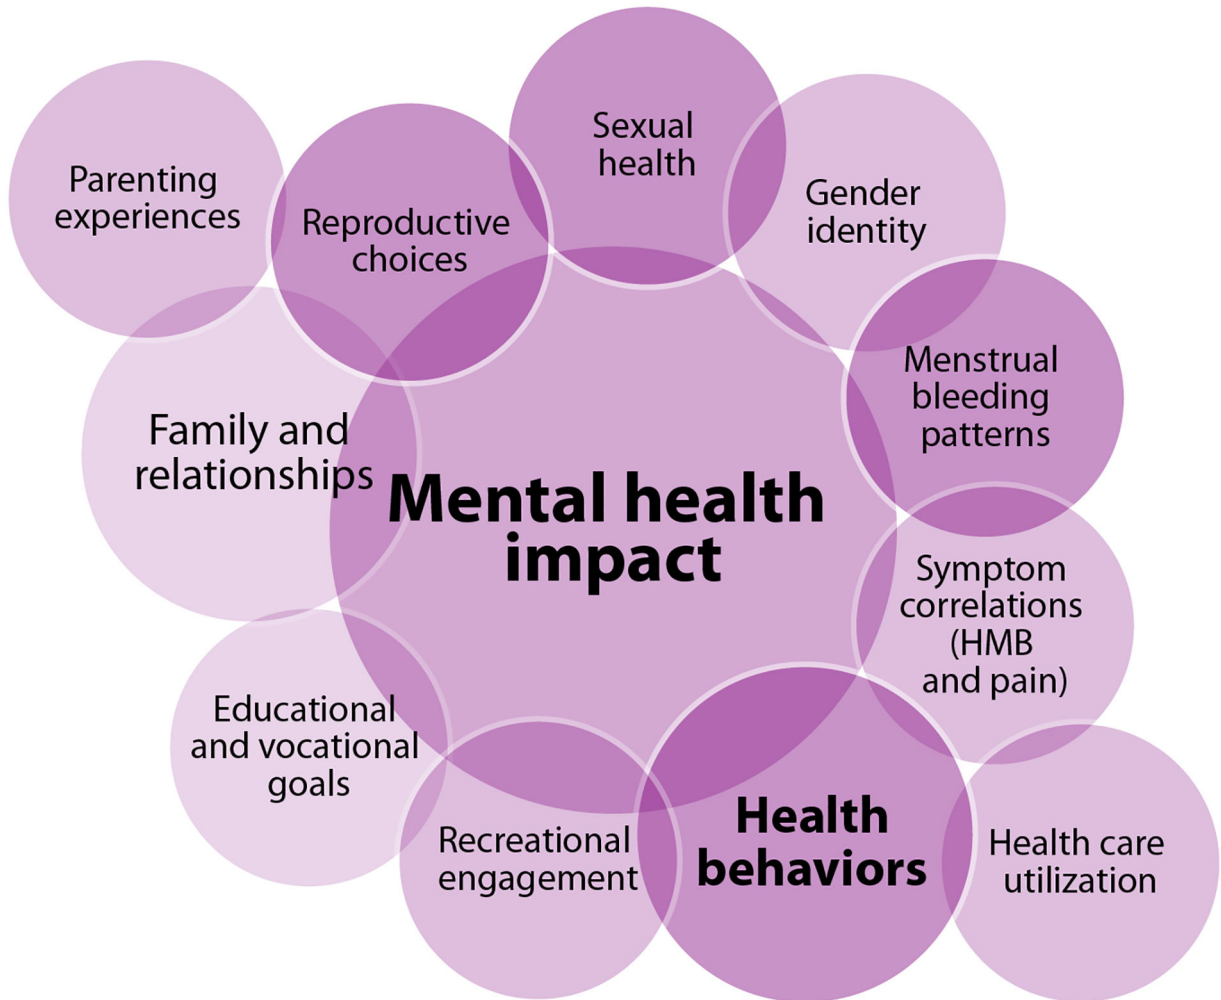 Sexual
health
Parenting
experiences
Reproductive
choices
Gender
identity
Menstrual
bleeding
patterns
Family and
relationships
Mental health
impact
Symptom
correlations
(HMB
and pain)
Educational
and vocational
goals
Recreational
engagement
Health
behaviors
Health care
utilization